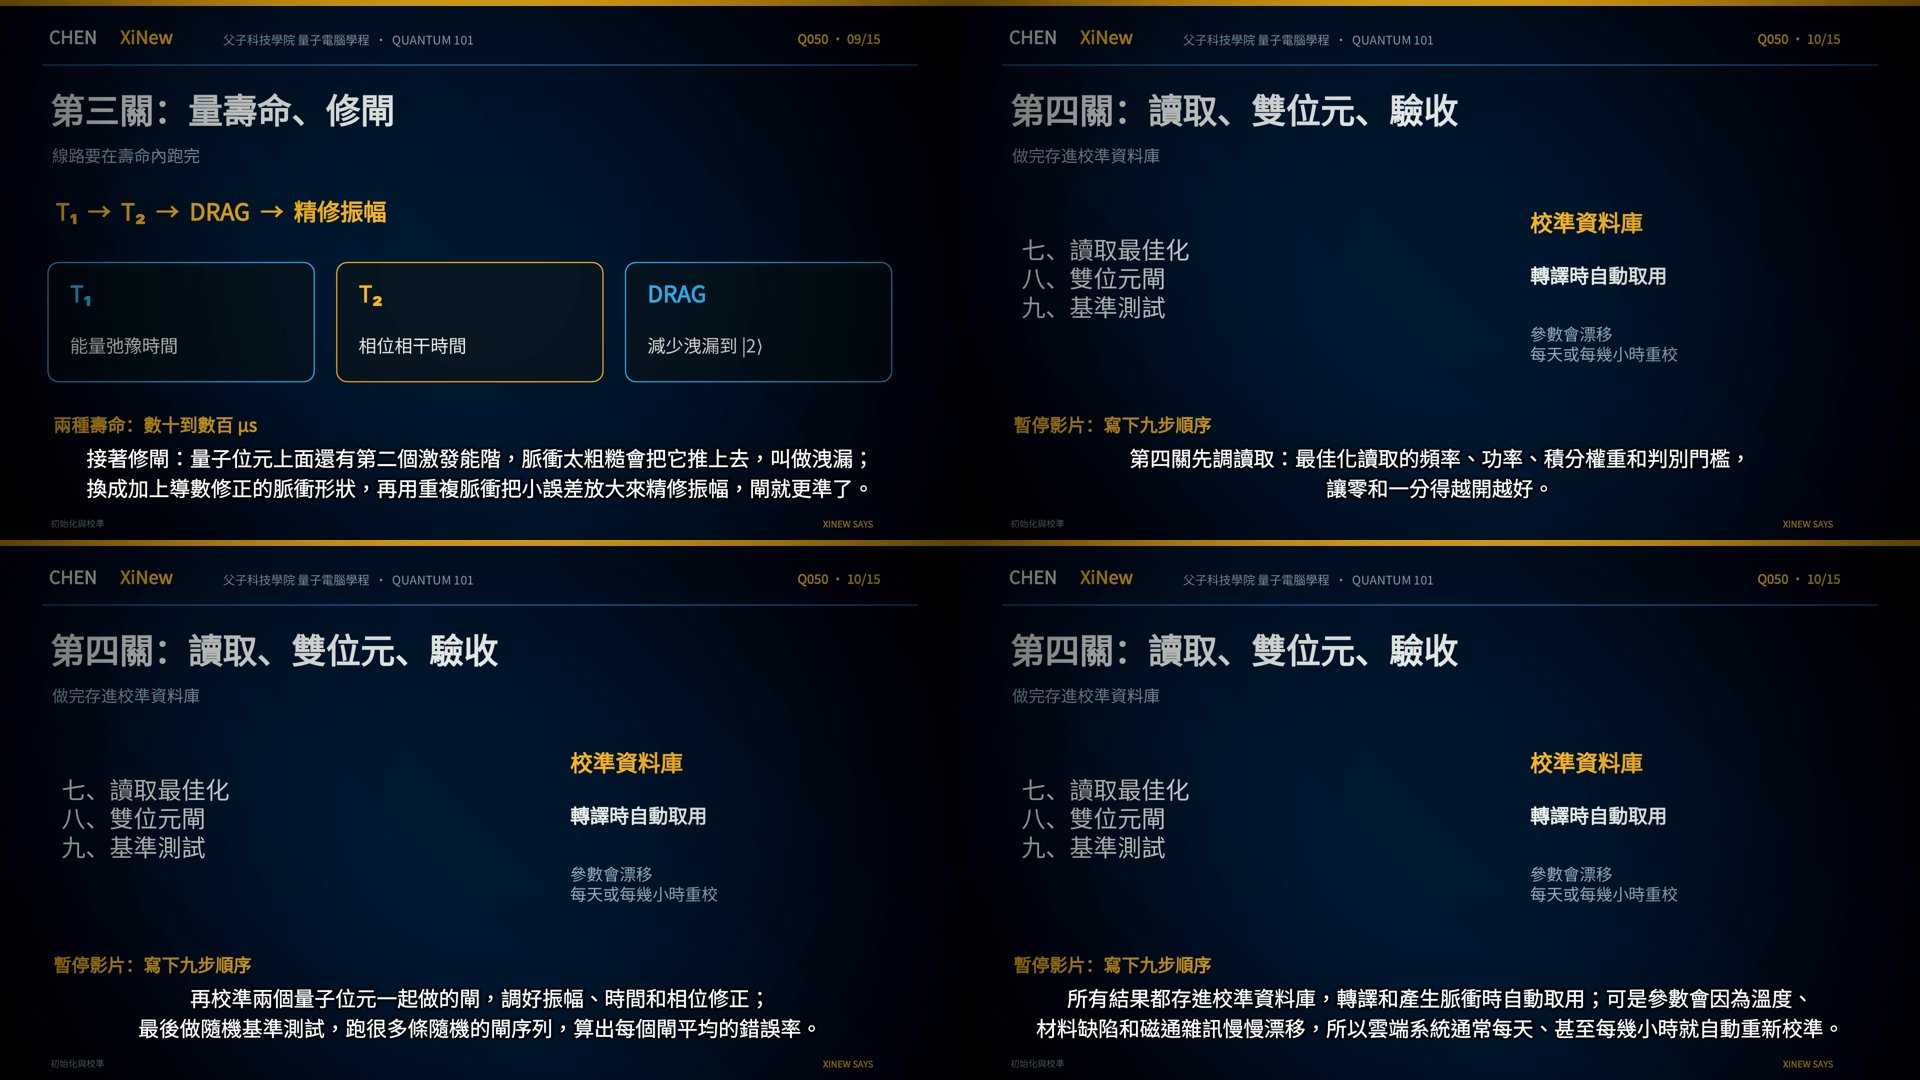 CHEN XiNew 父子科技學院 量子電腦學程 · QUANTUM 101 Q050 · 09/15
第三關：量壽命、修閘
線路要在壽命內跑完
T₁ → T₂ → DRAG → 精修振幅
T₁
能量弛豫時間
T₂
相位相干時間
DRAG
減少洩漏到 |2⟩
兩種壽命：數十到數百 μs
接著修閘：量子位元上面還有第二個激發能階，脈衝太粗糙會把它推上去，叫做洩漏；
換成加上導數修正的脈衝形狀，再用重複脈衝把小誤差放大來精修振幅，閘就更準了。
初始化與校準 XINEW SAYS
CHEN XiNew 父子科技學院 量子電腦學程 · QUANTUM 101 Q050 · 10/15
第四關：讀取、雙位元、驗收
做完存進校準資料庫
七、讀取最佳化
八、雙位元閘
九、基準測試
校準資料庫
轉譯時自動取用
參數會漂移
每天或每幾小時重校
暫停影片：寫下九步順序
第四關先調讀取：最佳化讀取的頻率、功率、積分權重和判別門檻，
讓零和一分得越開越好。
初始化與校準 XINEW SAYS
CHEN XiNew 父子科技學院 量子電腦學程 · QUANTUM 101 Q050 · 10/15
第四關：讀取、雙位元、驗收
做完存進校準資料庫
七、讀取最佳化
八、雙位元閘
九、基準測試
校準資料庫
轉譯時自動取用
參數會漂移
每天或每幾小時重校
暫停影片：寫下九步順序
再校準兩個量子位元一起做的閘，調好振幅、時間和相位修正；
最後做隨機基準測試，跑很多條隨機的閘序列，算出每個閘平均的錯誤率。
初始化與校準 XINEW SAYS
CHEN XiNew 父子科技學院 量子電腦學程 · QUANTUM 101 Q050 · 10/15
第四關：讀取、雙位元、驗收
做完存進校準資料庫
七、讀取最佳化
八、雙位元閘
九、基準測試
校準資料庫
轉譯時自動取用
參數會漂移
每天或每幾小時重校
暫停影片：寫下九步順序
所有結果都存進校準資料庫，轉譯和產生脈衝時自動取用；可是參數會因為溫度、
材料缺陷和磁通雜訊慢慢漂移，所以雲端系統通常每天、甚至每幾小時就自動重新校準。
初始化與校準 XINEW SAYS